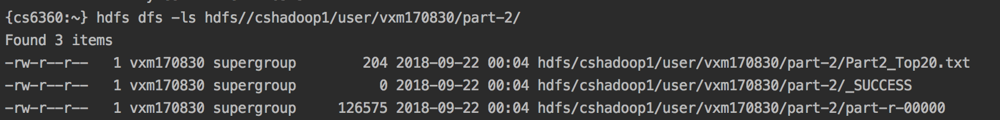 {cs6360:~} hdfs dfs -ls hdfs//cshadoop1/user/vxm170830/part-2/
Found 3 items
-rw-r--r--   1 vxm170830 supergroup        204 2018-09-22 00:04 hdfs/cshadoop1/user/vxm170830/part-2/Part2_Top20.txt
-rw-r--r--   1 vxm170830 supergroup          0 2018-09-22 00:04 hdfs/cshadoop1/user/vxm170830/part-2/_SUCCESS
-rw-r--r--   1 vxm170830 supergroup     126575 2018-09-22 00:04 hdfs/cshadoop1/user/vxm170830/part-2/part-r-00000